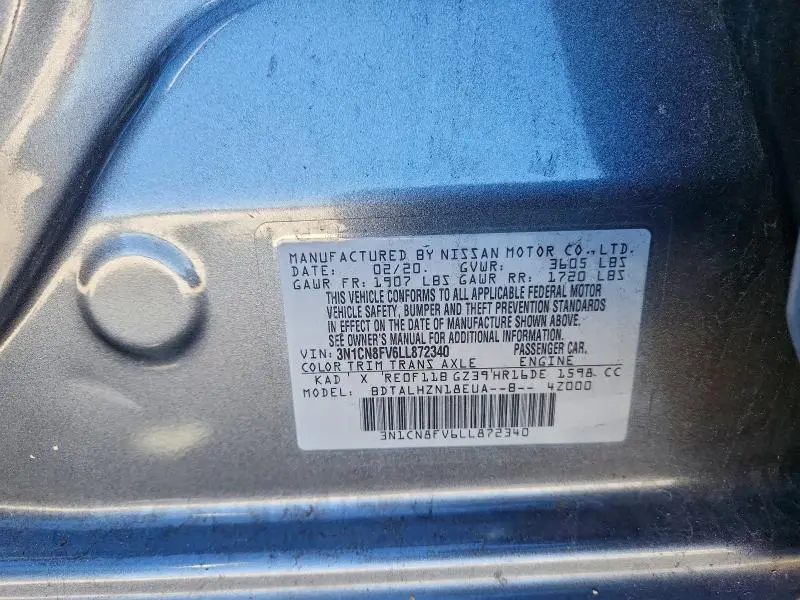 MANUFACTURED BY NISSAN MOTOR CO., LTD.
DATE: 02/20. GVWR: 3605 LBS
GAWR FR: 1907 LBS GAWR RR: 1720 LBS
THIS VEHICLE CONFORMS TO ALL APPLICABLE FEDERAL MOTOR
VEHICLE SAFETY, BUMPER AND THEFT PREVENTION STANDARDS
IN EFFECT ON THE DATE OF MANUFACTURE SHOWN ABOVE.
SEE OWNER'S MANUAL FOR ADDITIONAL INFORMATION.
VIN: 3N1CN8FV6LL872340 PASSENGER CAR.
COLOR TRIM TRANS AXLE ENGINE
KAD X RE0F11B GZ39 HR16DE 1598 CC
MODEL: BDTALHZN18EUA--B-- 4Z000
3N1CN8FV6LL872340